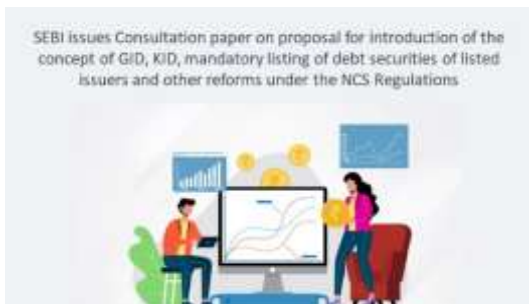 SEBI issues Consultation paper on proposal for introduction of the
concept of GID, KID, mandatory listing of debt securities of listed
issuers and other reforms under the NCS Regulations